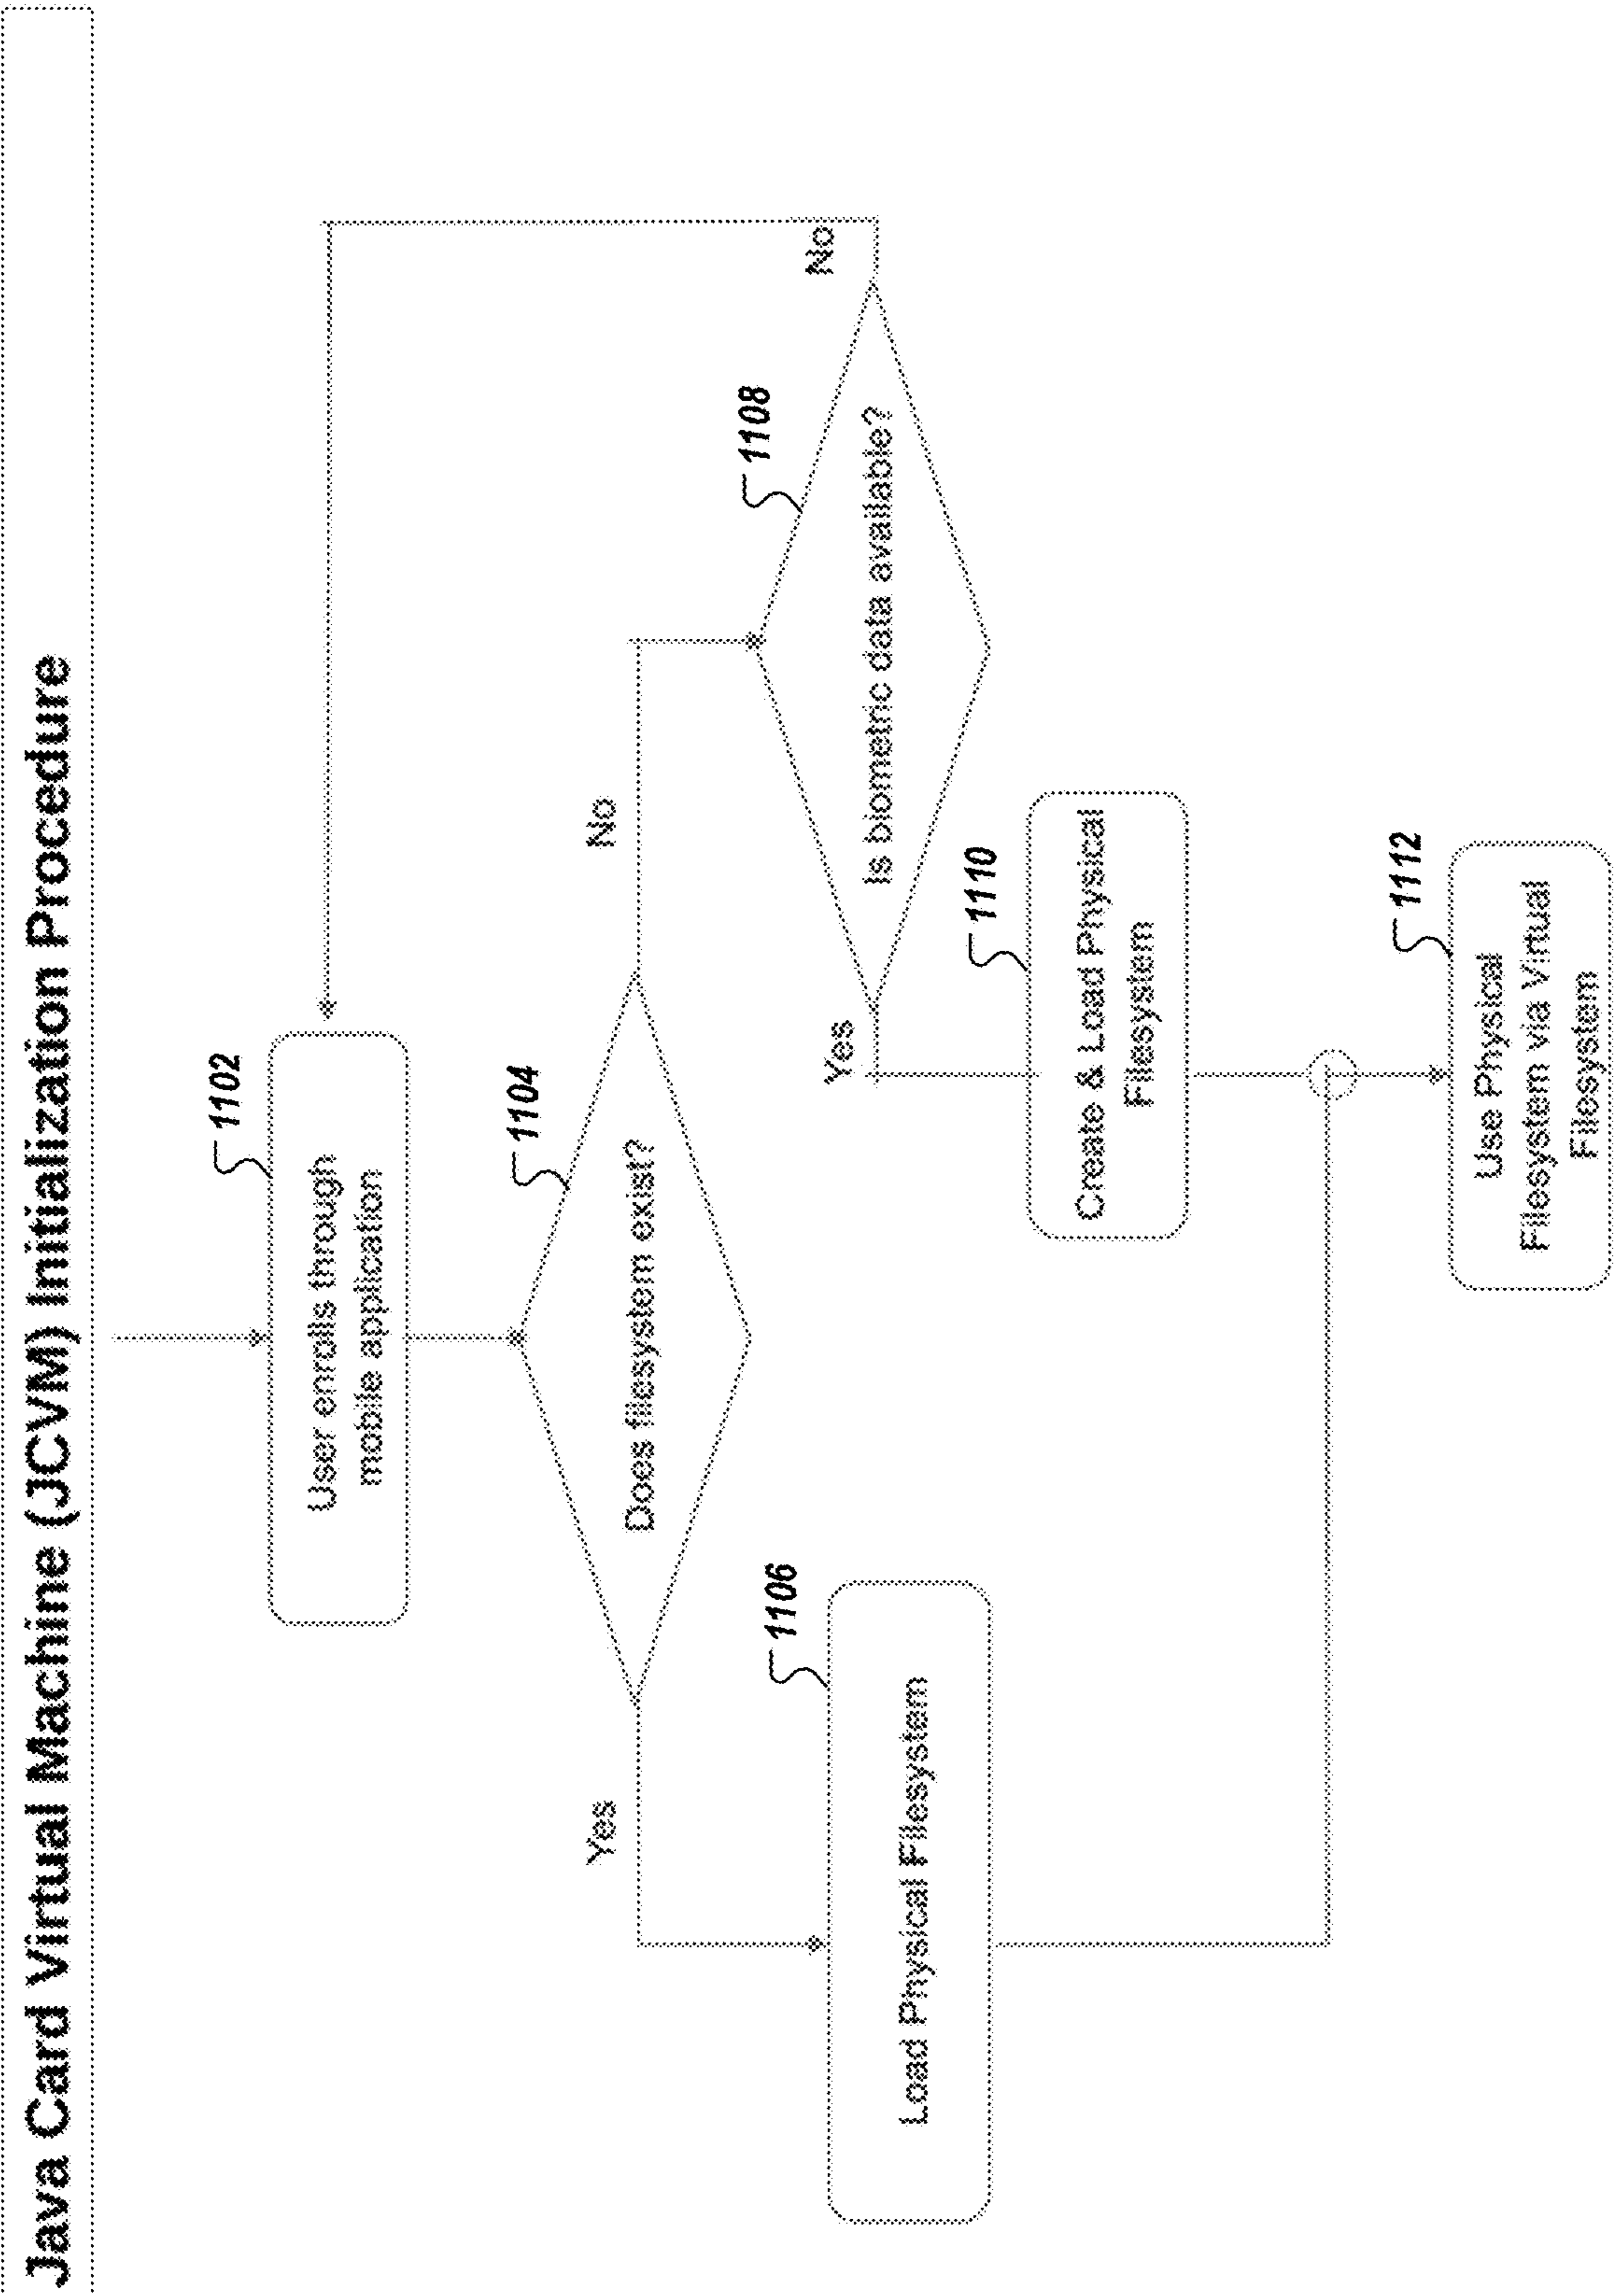 Java Card Virtual Machine (JCVM) Initialization Procedure
1102
User enrolls through
mobile application
1104
Does filesystem exist?
Yes
No
1106
Load Physical Filesystem
1108
Is biometric data available?
Yes
No
1110
Create & Load Physical
Filesystem
1112
Use Physical
Filesystem via Virtual
Filesystem